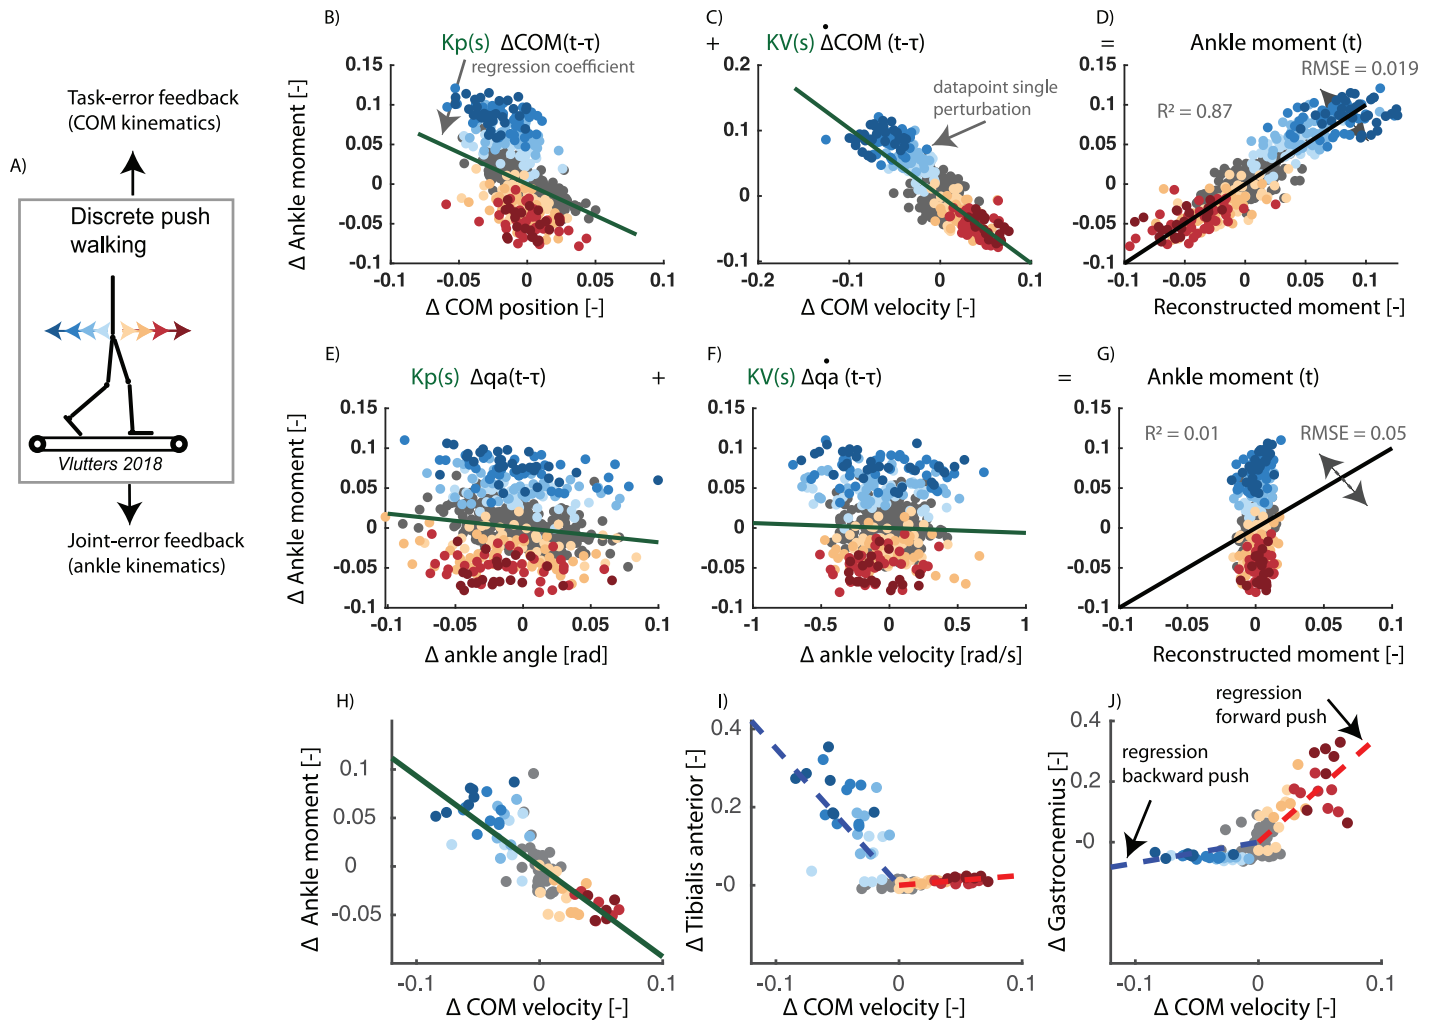 A)
Task-error feedback
(COM kinematics)
Discrete push
walking
Vlutters 2018
Joint-error feedback
(ankle kinematics)
B)
Kp(s) ΔCOM(t-τ)
regression coefficient
Δ Ankle moment [-]
0.15
0.1
0.05
0
-0.05
-0.1
-0.1 -0.05 0 0.05 0.1
Δ COM position [-]
+
C)
KV(s) ΔCOM (t-τ)
datapoint single
perturbation
0.2
0.1
0
-0.1
-0.2 -0.1 0 0.1
Δ COM velocity [-]
=
D)
Ankle moment (t)
RMSE = 0.019
R² = 0.87
0.15
0.1
0.05
0
-0.05
-0.1
-0.1 -0.05 0 0.05 0.1
Reconstructed moment [-]
E)
Kp(s) Δqa(t-τ)
Δ Ankle moment [-]
0.15
0.1
0.05
0
-0.05
-0.1
-0.1 -0.05 0 0.05 0.1
Δ ankle angle [rad]
+
F)
KV(s) Δqa (t-τ)
0.15
0.1
0.05
0
-0.05
-0.1
-1 -0.5 0 0.5 1
Δ ankle velocity [rad/s]
=
G)
Ankle moment (t)
R² = 0.01
RMSE = 0.05
0.15
0.1
0.05
0
-0.05
-0.1
-0.1 -0.05 0 0.05 0.1
Reconstructed moment [-]
H)
Δ Ankle moment [-]
0.1
0.05
0
-0.05
-0.1 0 0.1
Δ COM velocity [-]
I)
Δ Tibialis anterior [-]
0.4
0.2
-0
-0.1 0 0.1
Δ COM velocity [-]
J)
regression
forward push
regression
backward push
Δ Gastrocnemius [-]
0.4
0.2
-0
-0.1 0 0.1
Δ COM velocity [-]